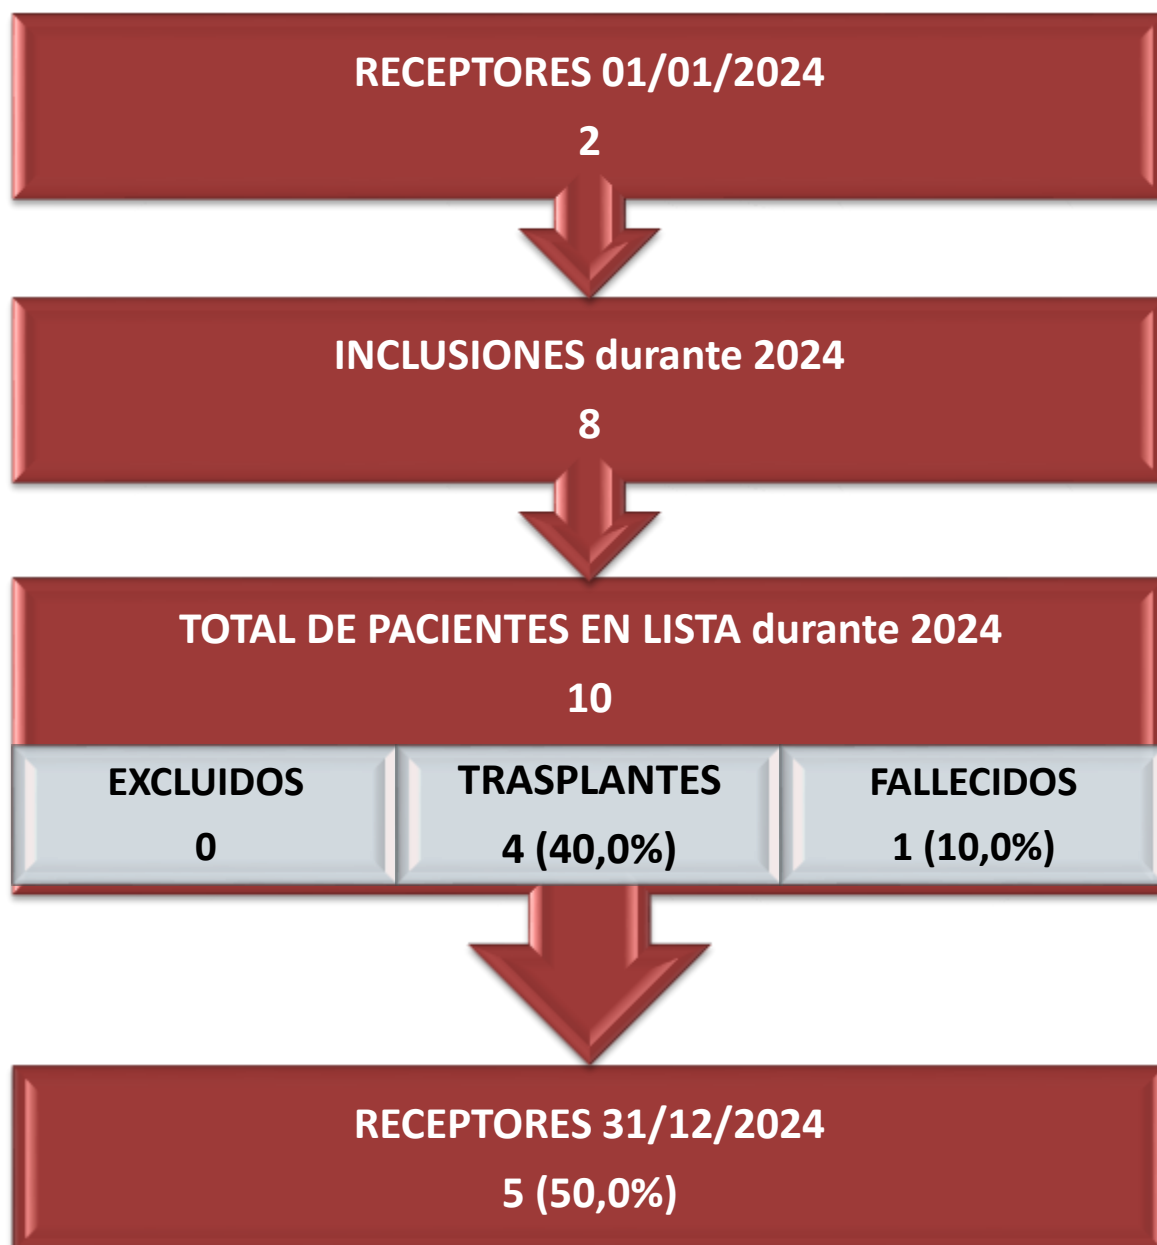 RECEPTORES 01/01/2024
2
INCLUSIONES durante 2024
8
TOTAL DE PACIENTES EN LISTA durante 2024
10
EXCLUIDOS
0
TRASPLANTES
4 (40,0%)
FALLECIDOS
1 (10,0%)
RECEPTORES 31/12/2024
5 (50,0%)